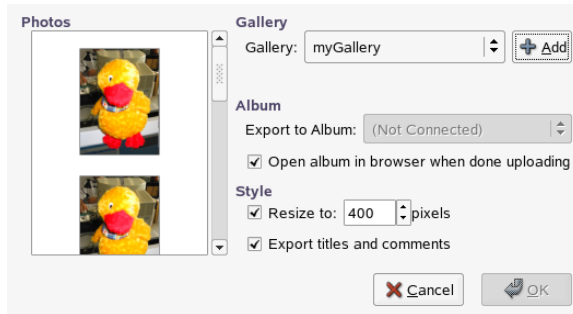 Photos
Gallery
Gallery: myGallery Add
Album
Export to Album: (Not Connected)
Open album in browser when done uploading
Style
Resize to: 400 pixels
Export titles and comments
Cancel OK